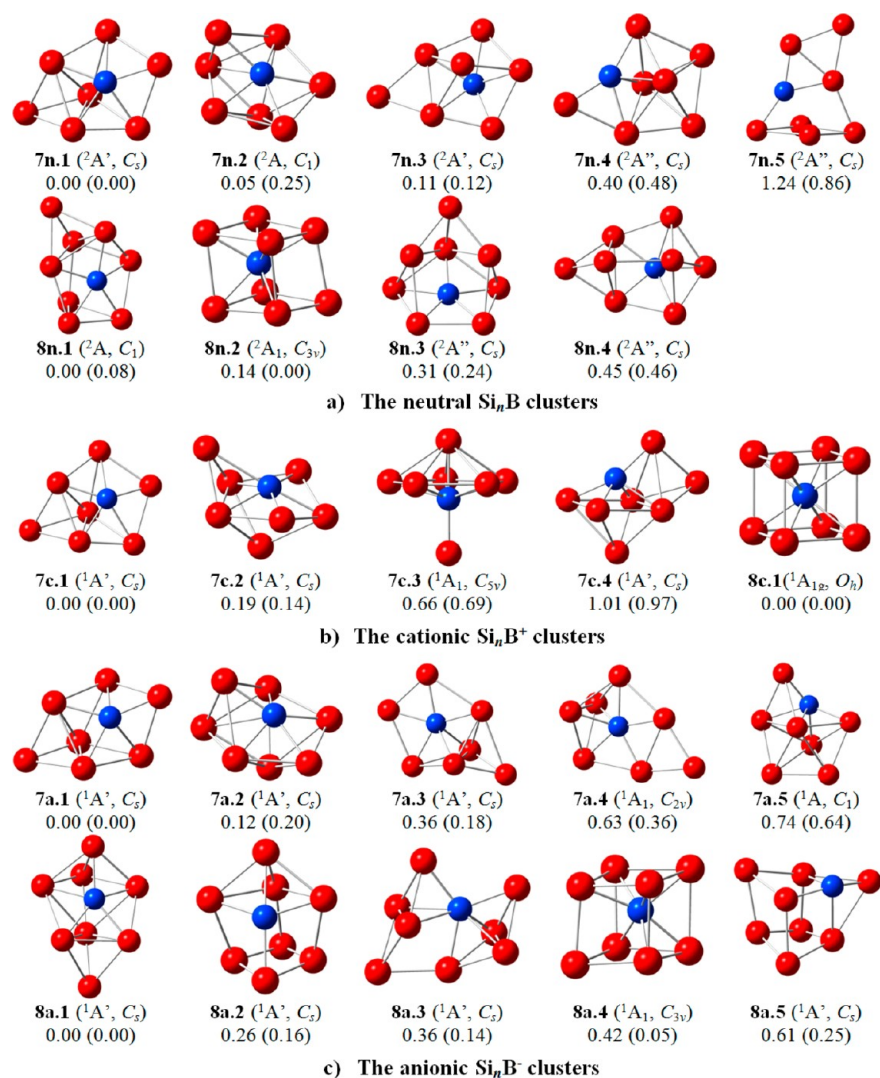 7n.1 (²A’, Cs) 7n.2 (²A, C1) 7n.3 (²A’, Cs) 7n.4 (²A”, Cs) 7n.5 (²A”, Cs)
0.00 (0.00) 0.05 (0.25) 0.11 (0.12) 0.40 (0.48) 1.24 (0.86)
8n.1 (²A, C1) 8n.2 (²A1, C3v) 8n.3 (²A”, Cs) 8n.4 (²A”, Cs)
0.00 (0.08) 0.14 (0.00) 0.31 (0.24) 0.45 (0.46)
a) The neutral SinB clusters
7c.1 (¹A’, Cs) 7c.2 (¹A’, Cs) 7c.3 (¹A1, C5v) 7c.4 (¹A’, Cs) 8c.1(¹A1g, Oh)
0.00 (0.00) 0.19 (0.14) 0.66 (0.69) 1.01 (0.97) 0.00 (0.00)
b) The cationic SinB⁺ clusters
7a.1 (¹A’, Cs) 7a.2 (¹A’, Cs) 7a.3 (¹A’, Cs) 7a.4 (¹A1, C2v) 7a.5 (¹A, C1)
0.00 (0.00) 0.12 (0.20) 0.36 (0.18) 0.63 (0.36) 0.74 (0.64)
8a.1 (¹A’, Cs) 8a.2 (¹A’, Cs) 8a.3 (¹A’, Cs) 8a.4 (¹A1, C3v) 8a.5 (¹A’, Cs)
0.00 (0.00) 0.26 (0.16) 0.36 (0.14) 0.42 (0.05) 0.61 (0.25)
c) The anionic SinB⁻ clusters